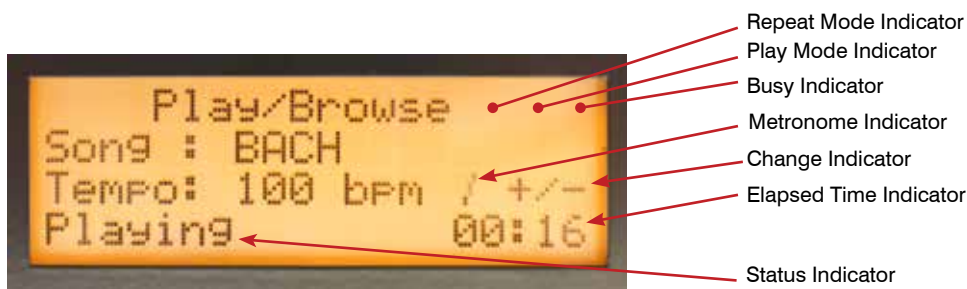 Repeat Mode Indicator
Play Mode Indicator
Busy Indicator
Metronome Indicator
Change Indicator
Elapsed Time Indicator
Status Indicator
Play/Browse
Song : BACH
Tempo: 100 bpm / +/-
Playing 00:16